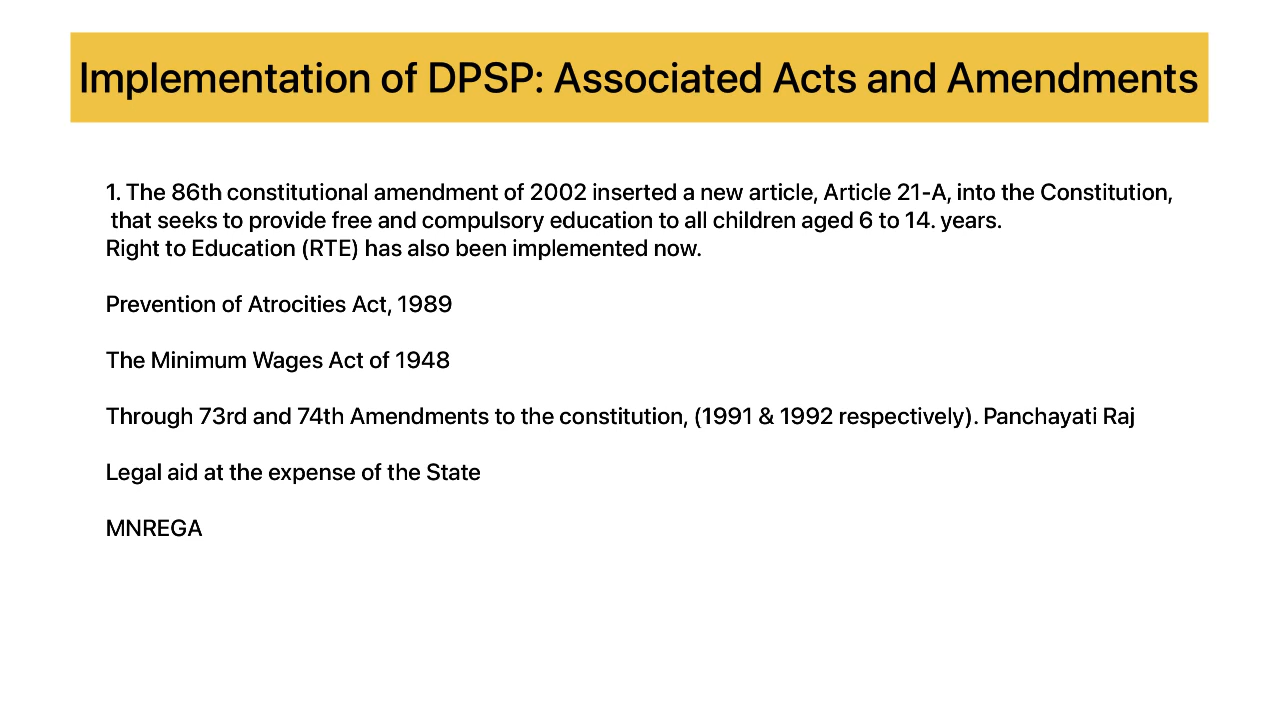 Implementation of DPSP: Associated Acts and Amendments
1. The 86th constitutional amendment of 2002 inserted a new article, Article 21-A, into the Constitution,
that seeks to provide free and compulsory education to all children aged 6 to 14. years.
Right to Education (RTE) has also been implemented now.
Prevention of Atrocities Act, 1989
The Minimum Wages Act of 1948
Through 73rd and 74th Amendments to the constitution, (1991 & 1992 respectively). Panchayati Raj
Legal aid at the expense of the State
MNREGA